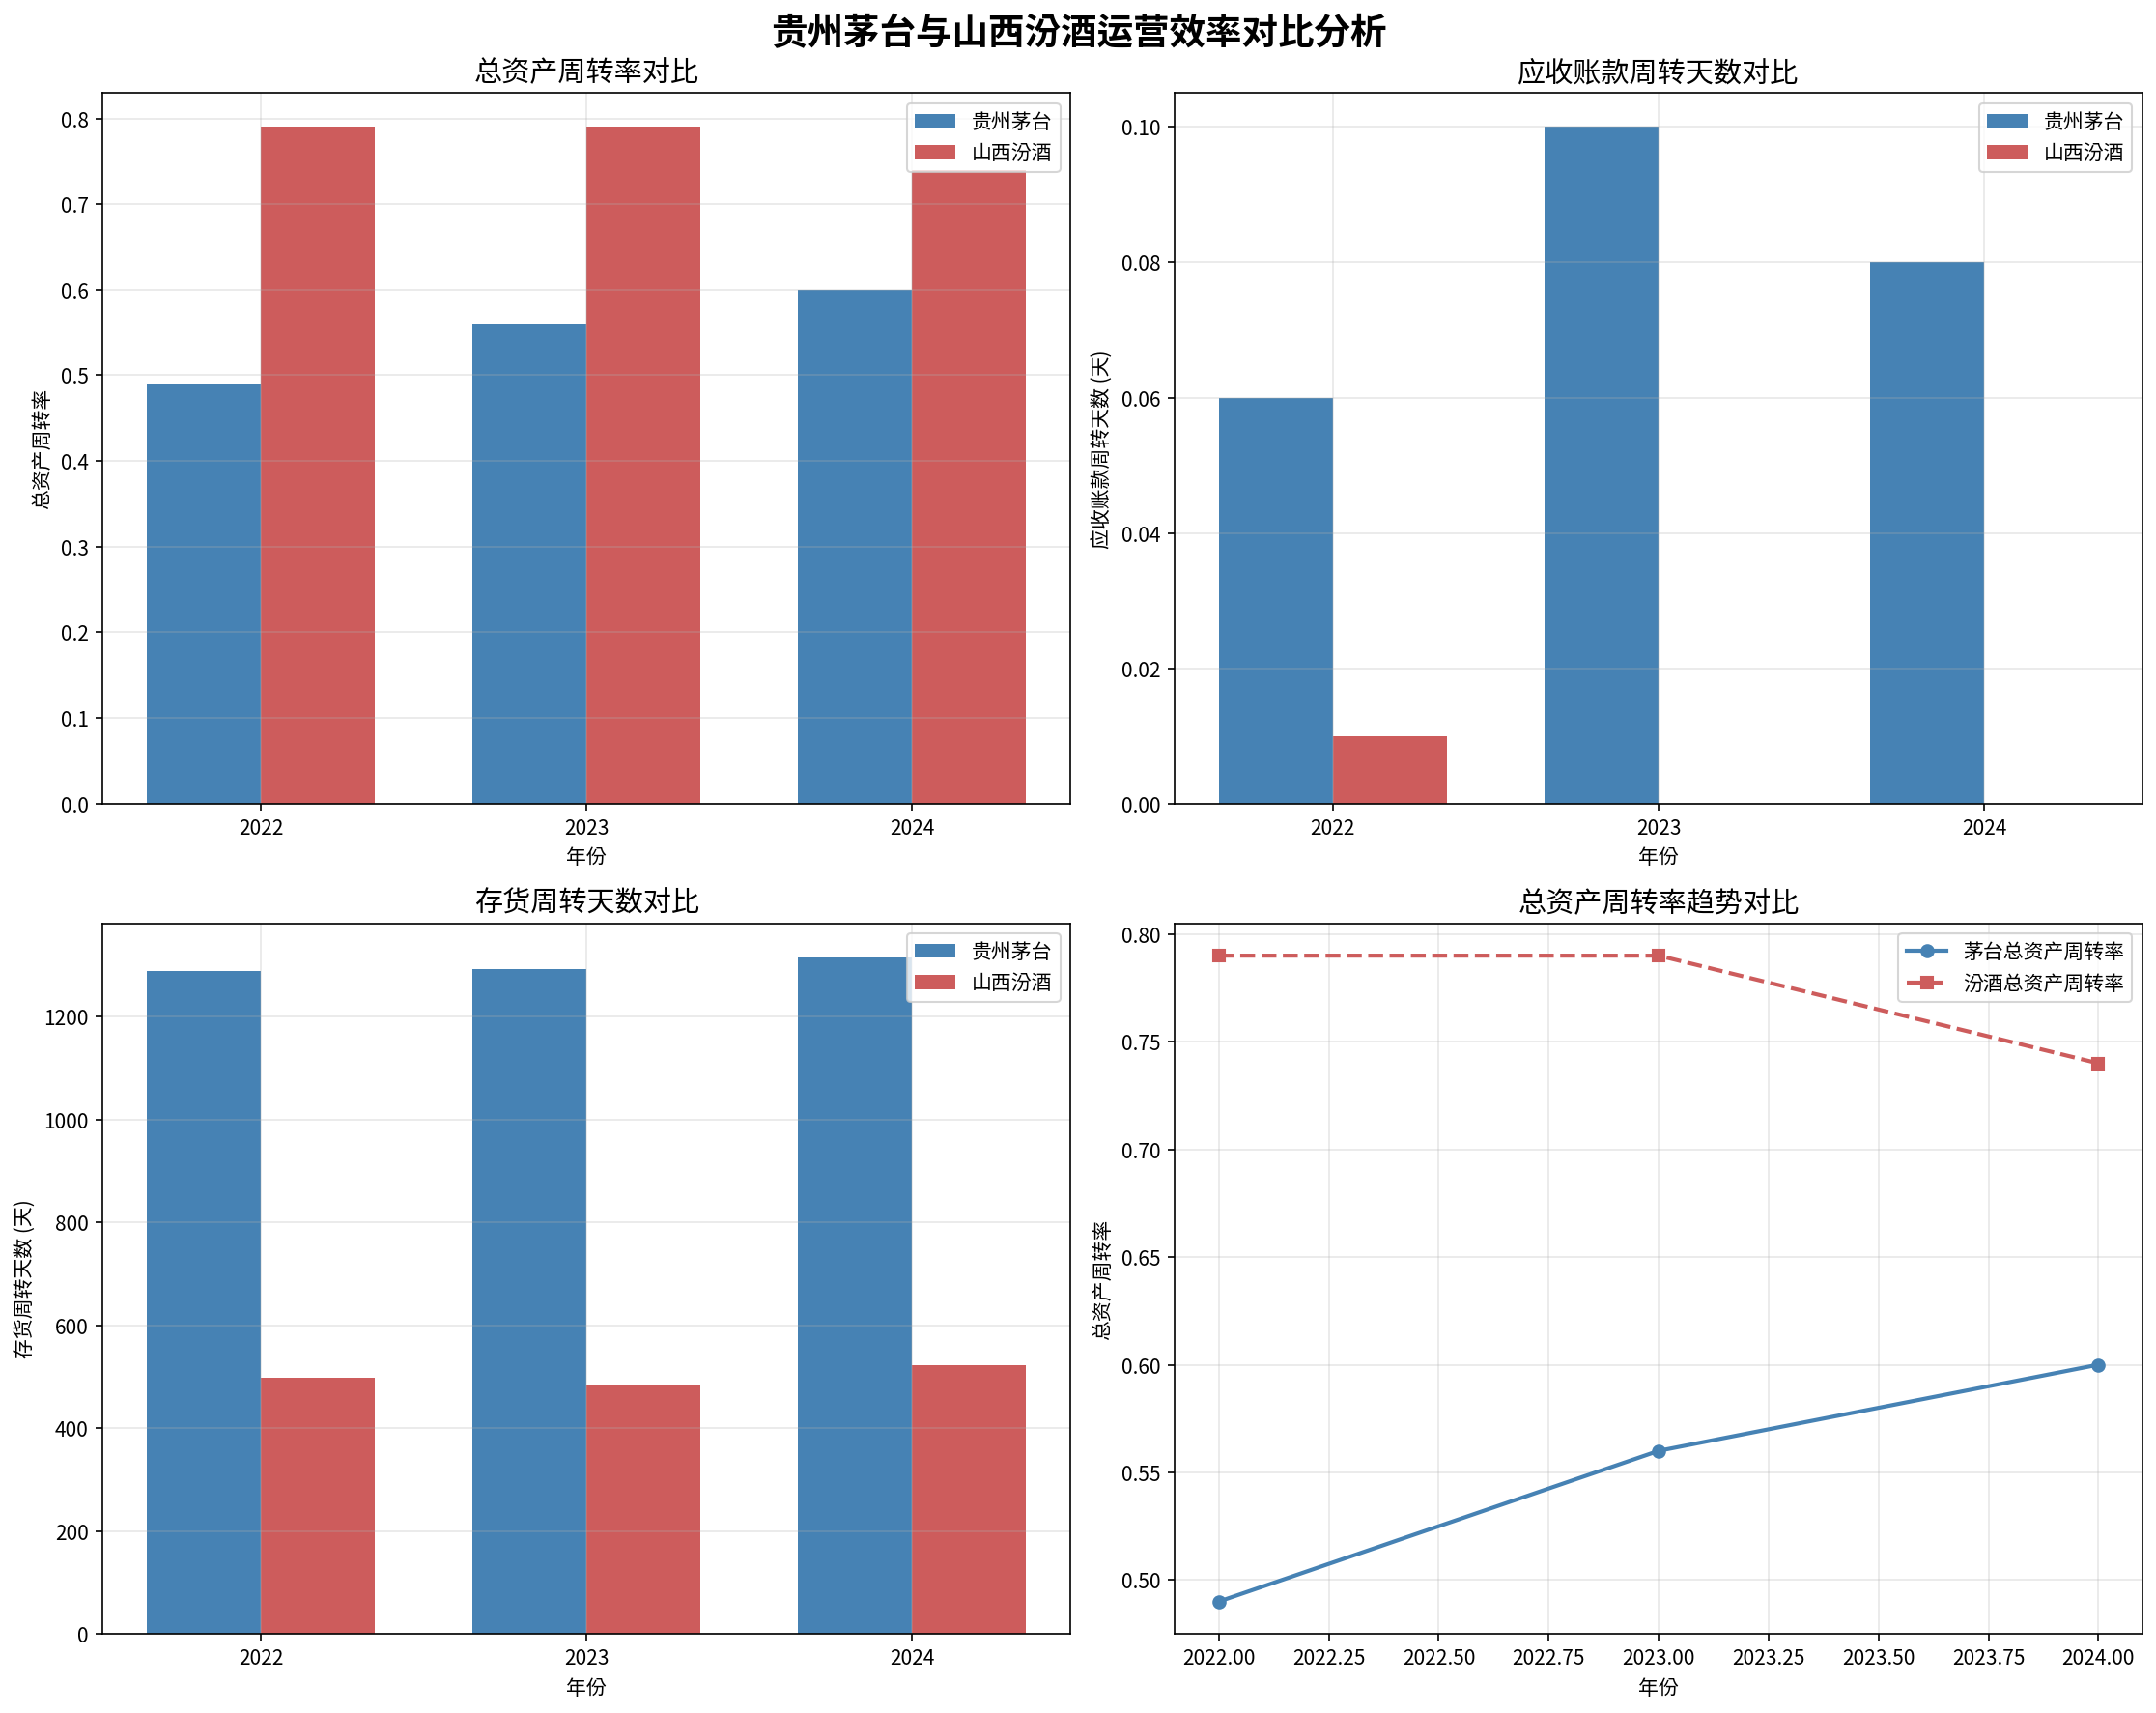 贵州茅台与山西汾酒运营效率对比分析
总资产周转率对比
总资产周转率
0.8
0.7
0.6
0.5
0.4
0.3
0.2
0.1
0.0
贵州茅台
山西汾酒
2022 2023 2024
年份
应收账款周转天数对比
应收账款周转天数 (天)
0.10
0.08
0.06
0.04
0.02
0.00
贵州茅台
山西汾酒
2022 2023 2024
年份
存货周转天数对比
存货周转天数 (天)
1200
1000
800
600
400
200
0
贵州茅台
山西汾酒
2022 2023 2024
年份
总资产周转率趋势对比
总资产周转率
0.80
0.75
0.70
0.65
0.60
0.55
0.50
茅台总资产周转率
汾酒总资产周转率
2022.00 2022.25 2022.50 2022.75 2023.00 2023.25 2023.50 2023.75 2024.00
年份